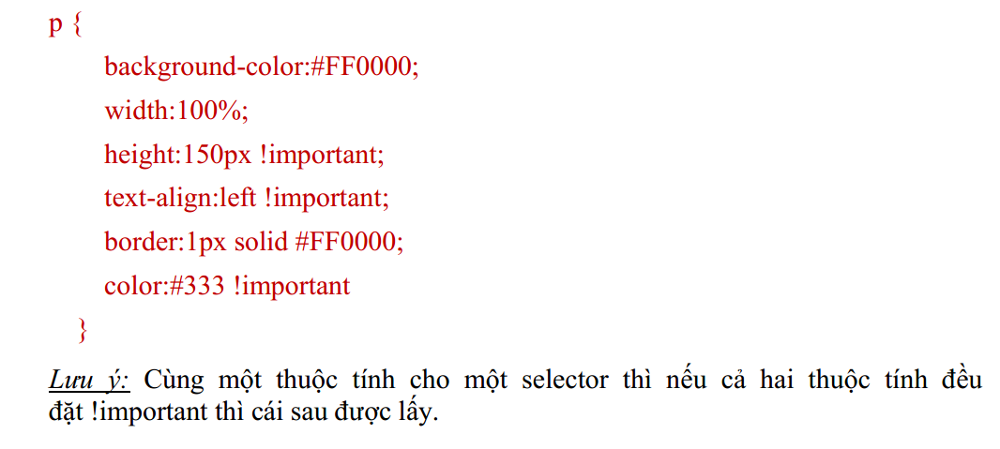 p {
background-color:#FF0000;
width:100%;
height:150px !important;
text-align:left !important;
border:1px solid #FF0000;
color:#333 !important
}
Lưu ý: Cùng một thuộc tính cho một selector thì nếu cả hai thuộc tính đều
đặt !important thì cái sau được lấy.